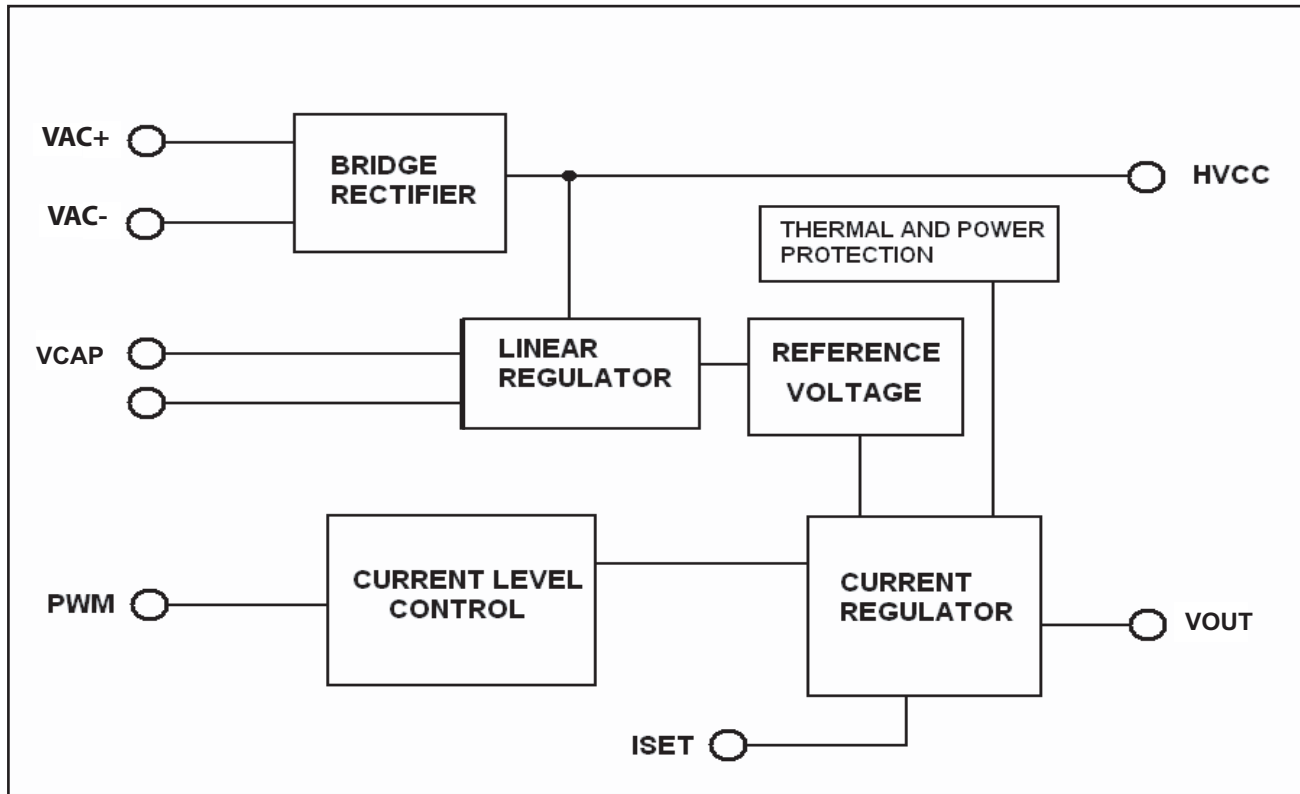 VAC+
BRIDGE
RECTIFIER
HVCC
VAC-
THERMAL AND POWER
PROTECTION
VCAP
LINEAR
REGULATOR
REFERENCE
VOLTAGE
PWM
CURRENT LEVEL
CONTROL
CURRENT
REGULATOR
VOUT
ISET